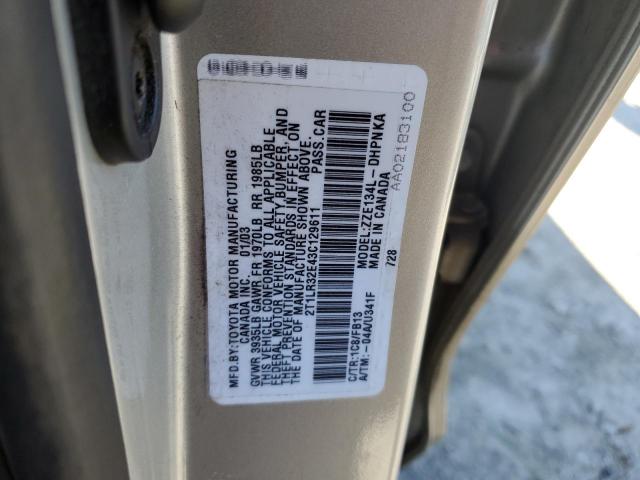 MFD.BY:TOYOTA MOTOR MANUFACTURING
CANADA INC. 01/03
GVWR 3935LB GAWR FR 1970LB RR 1985LB
THIS VEHICLE CONFORMS TO ALL APPLICABLE
FEDERAL MOTOR VEHICLE SAFETY, BUMPER, AND
THEFT PREVENTION STANDARDS IN EFFECT ON
THE DATE OF MANUFACTURE SHOWN ABOVE.
2T1LR32E43C129611 PASS.CAR
C/TR:1C8/FB13 MODEL:ZZE134L-DHPNKA
A/TM:-04A/U341F MADE IN CANADA
728 AA02183100